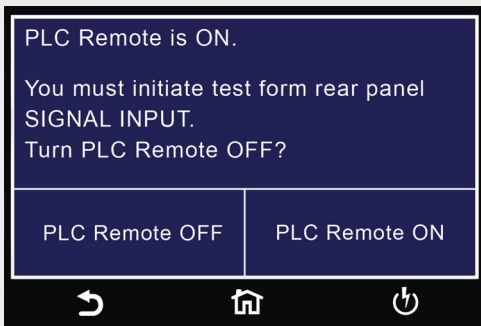 PLC Remote is ON.
You must initiate test form rear panel
SIGNAL INPUT.
Turn PLC Remote OFF?
PLC Remote OFF
PLC Remote ON